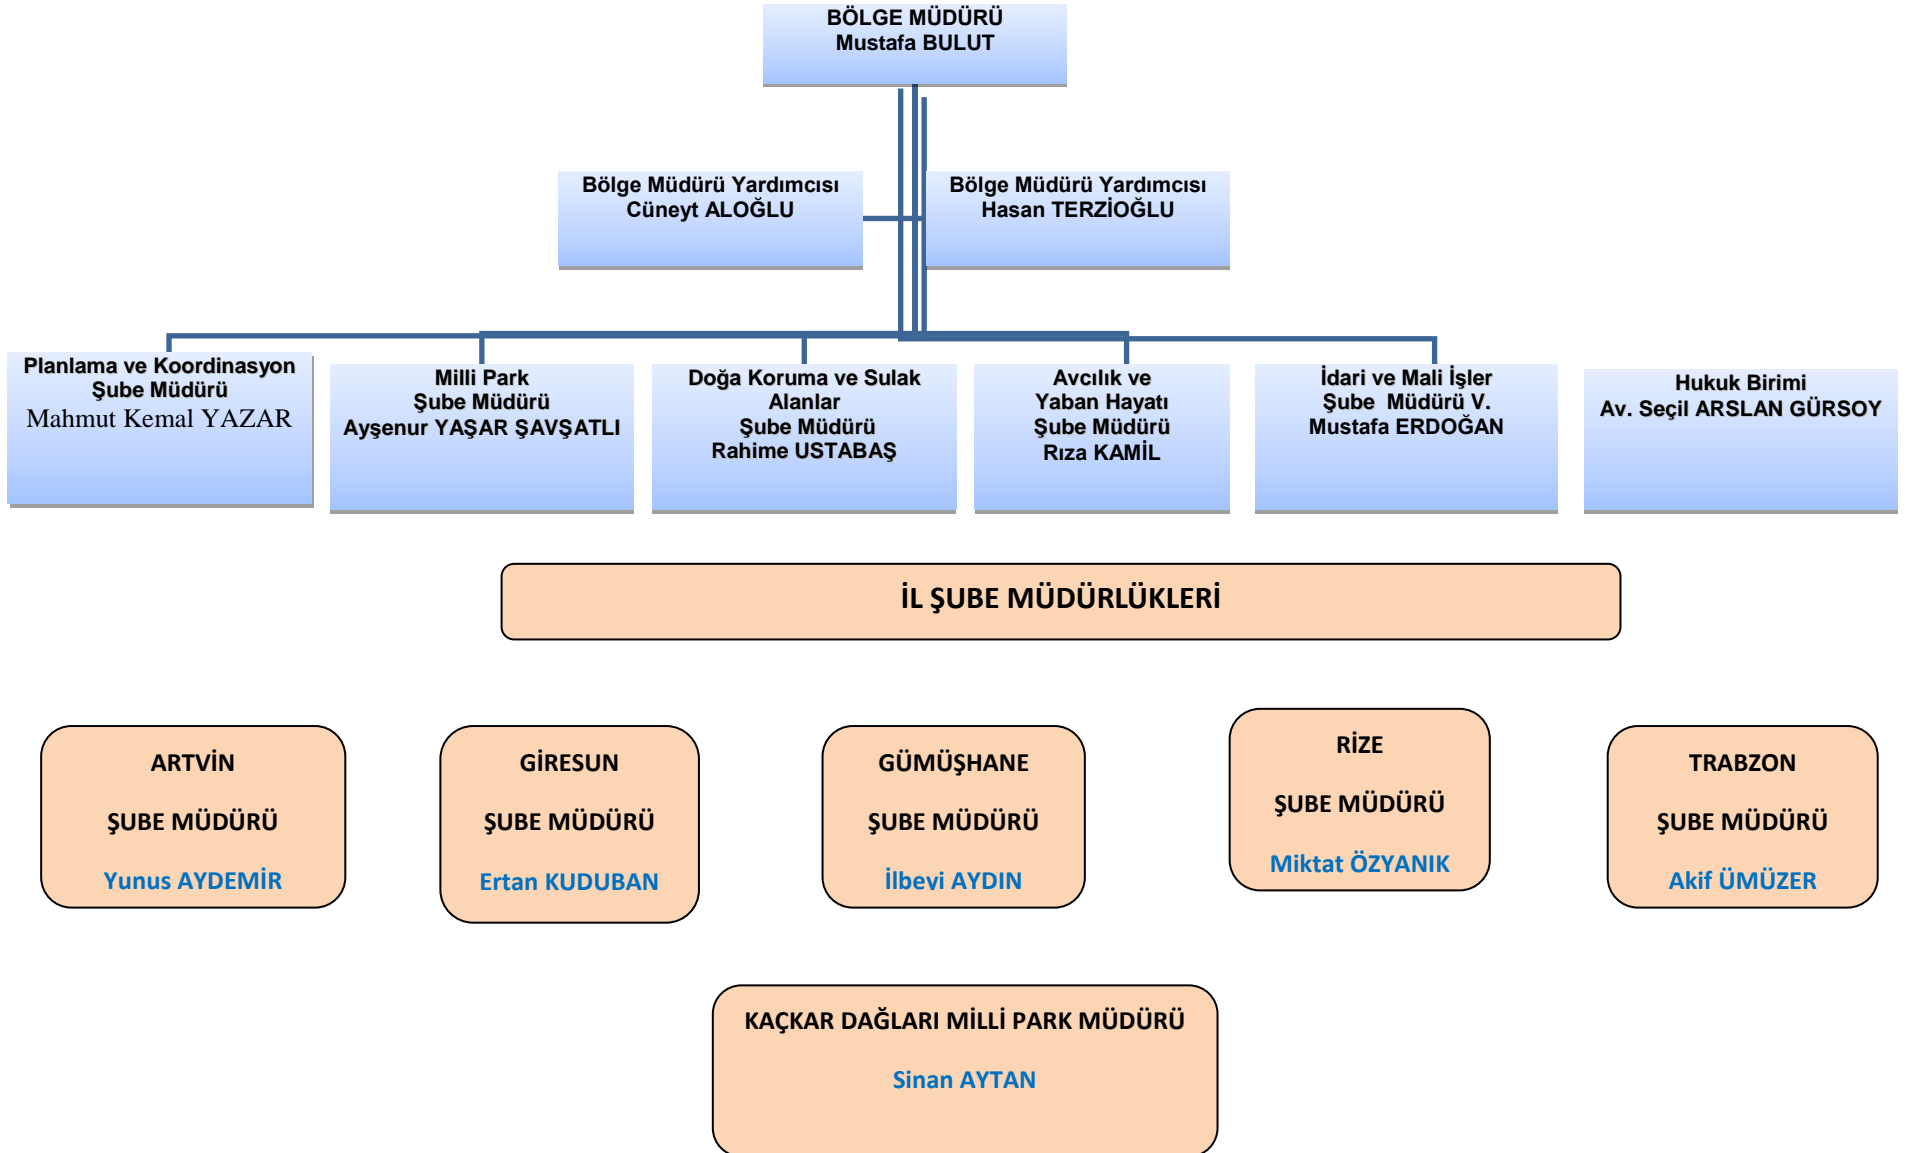 BÖLGE MÜDÜRÜ
Mustafa BULUT
Bölge Müdürü Yardımcısı
Cüneyt ALOĞLU
Bölge Müdürü Yardımcısı
Hasan TERZİOĞLU
Planlama ve Koordinasyon
Şube Müdürü
Mahmut Kemal YAZAR
Milli Park
Şube Müdürü
Ayşenur YAŞAR ŞAVŞATLI
Doğa Koruma ve Sulak
Alanlar
Şube Müdürü
Rahime USTABAŞ
Avcılık ve
Yaban Hayatı
Şube Müdürü
Rıza KAMİL
İdari ve Mali İşler
Şube  Müdürü V.
Mustafa ERDOĞAN
Hukuk Birimi
Av. Seçil ARSLAN GÜRSOY
İL ŞUBE MÜDÜRLÜKLERİ
ARTVİN
ŞUBE MÜDÜRÜ
Yunus AYDEMİR
GİRESUN
ŞUBE MÜDÜRÜ
Ertan KUDUBAN
GÜMÜŞHANE
ŞUBE MÜDÜRÜ
İlbevi AYDIN
RİZE
ŞUBE MÜDÜRÜ
Miktat ÖZYANIK
TRABZON
ŞUBE MÜDÜRÜ
Akif ÜMÜZER
KAÇKAR DAĞLARI MİLLİ PARK MÜDÜRÜ
Sinan AYTAN